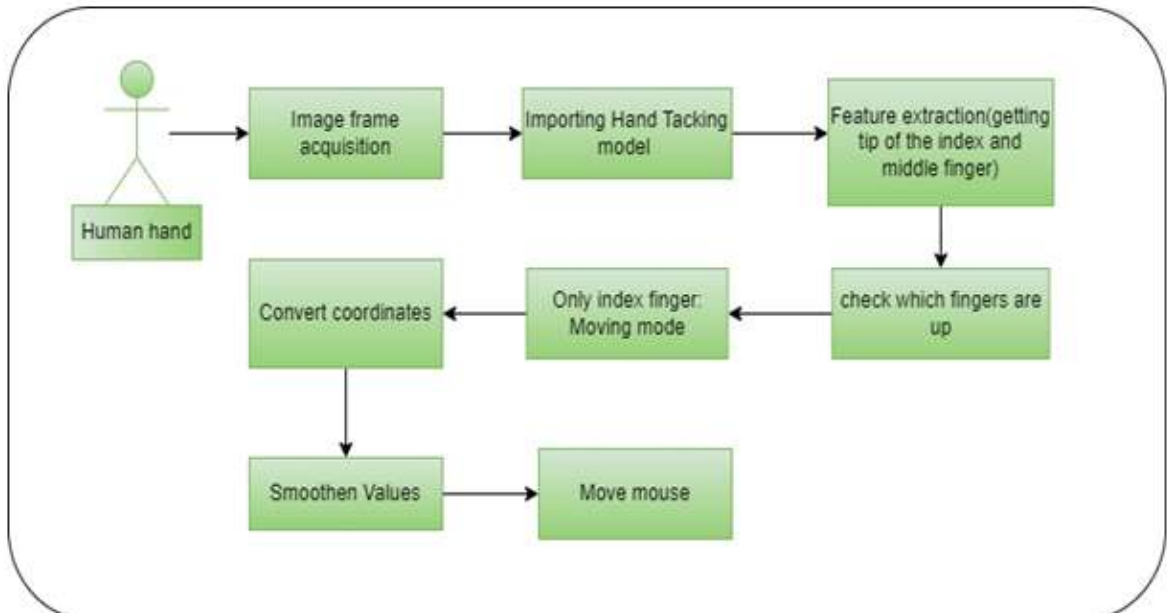 Human hand
Image frame
acquisition
Importing Hand Tacking
model
Feature extraction(getting
tip of the index and
middle finger)
check which fingers are
up
Only index finger:
Moving mode
Convert coordinates
Smoothen Values
Move mouse